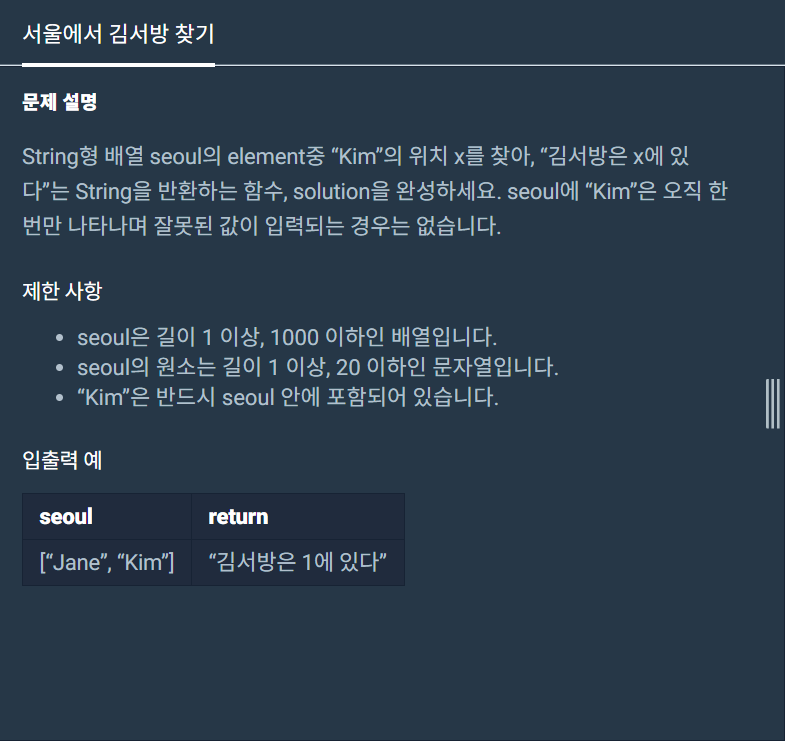 서울에서 김서방 찾기
문제 설명
String형 배열 seoul의 element중 “Kim”의 위치 x를 찾아, “김서방은 x에 있
다”는 String을 반환하는 함수, solution을 완성하세요. seoul에 “Kim”은 오직 한
번만 나타나며 잘못된 값이 입력되는 경우는 없습니다.
제한 사항
• seoul은 길이 1 이상, 1000 이하인 배열입니다.
• seoul의 원소는 길이 1 이상, 20 이하인 문자열입니다.
• “Kim”은 반드시 seoul 안에 포함되어 있습니다.
입출력 예
seoul return
[“Jane”, “Kim”] “김서방은 1에 있다”